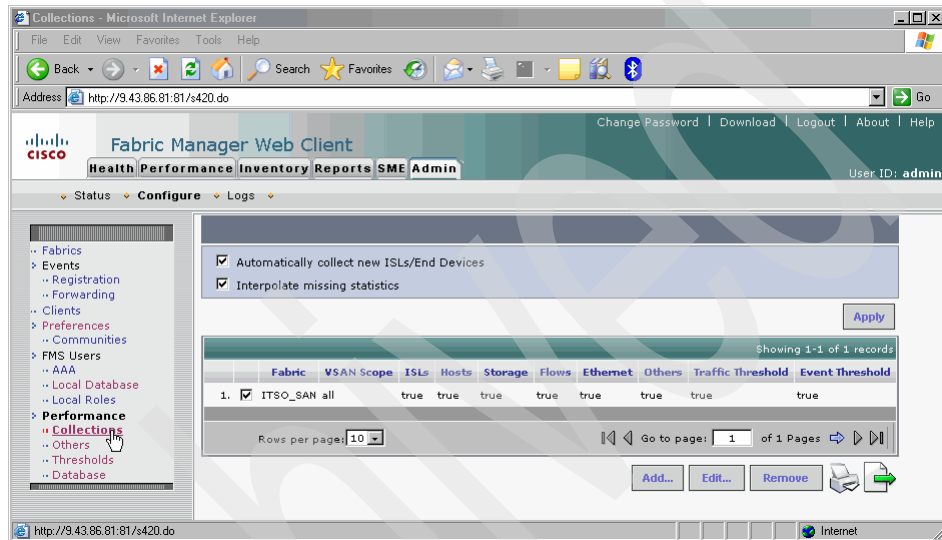 Collections - Microsoft Internet Explorer
File Edit View Favorites Tools Help
Back Search Favorites
Address http://9.43.86.81:81/s420.do Go
Change Password | Download | Logout | About | Help
CISCO Fabric Manager Web Client
Health Performance Inventory Reports SME Admin
User ID: admin
Status Configure Logs
Fabrics
Events
Registration
Forwarding
Clients
Preferences
Communities
FMS Users
AAA
Local Database
Local Roles
Performance
Collections
Others
Thresholds
Database
Automatically collect new ISLs/End Devices
Interpolate missing statistics
Apply
Showing 1-1 of 1 records
Fabric VSAN Scope ISLs Hosts Storage Flows Ethernet Others Traffic Threshold Event Threshold
1. ITSO_SAN all true true true true true true true true
Rows per page: 10 Go to page: 1 of 1 Pages
Add... Edit... Remove
http://9.43.86.81:81/s420.do Internet